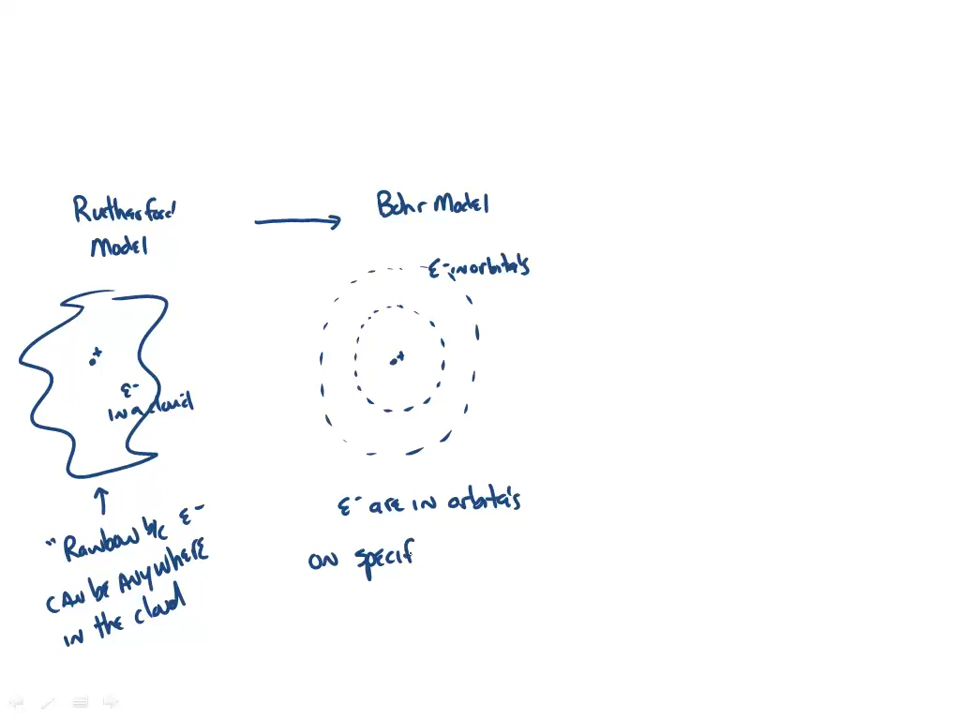 Rutherford
Model
Bohr Model
ε- in orbitals
+
+
ε-
in a cloud
ε- are in orbitals
on specif
"Rainbow b/c ε-
can be anywhere
in the cloud